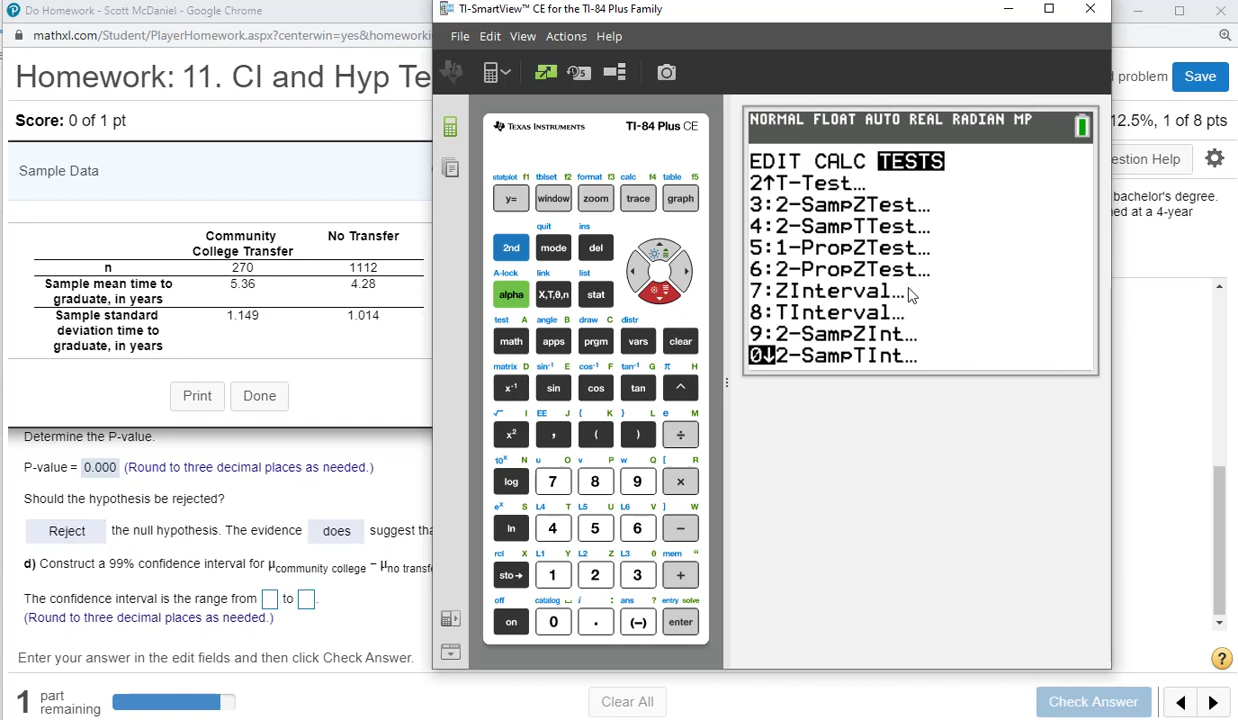 Do Homework - Scott McDaniel - Google Chrome
mathxl.com/Student/PlayerHomework.aspx?centerwin=yes&homeworki
Homework: 11. CI and Hyp Te
d problem
Save
Score: 0 of 1 pt
12.5%, 1 of 8 pts
Sample Data
estion Help
bachelor's degree.
ned at a 4-year
Community
College Transfer
No Transfer
n 270 1112
Sample mean time to
graduate, in years
5.36 4.28
Sample standard
deviation time to
graduate, in years
1.149 1.014
Print Done
Determine the P-value.
P-value = 0.000 (Round to three decimal places as needed.)
Should the hypothesis be rejected?
Reject the null hypothesis. The evidence does suggest tha
d) Construct a 99% confidence interval for μcommunity college − μno transfe
The confidence interval is the range from to .
(Round to three decimal places as needed.)
Enter your answer in the edit fields and then click Check Answer.
1 part
remaining
Clear All
Check Answer
?
TI-SmartView™ CE for the TI-84 Plus Family
File Edit View Actions Help
TEXAS INSTRUMENTS TI-84 Plus CE
statplot f1 tblset f2 format f3 calc f4 table f5
y= window zoom trace graph
quit ins
2nd mode del
A-lock link list
alpha X,T,θ,n stat
test A angle B draw C distr
math apps prgm vars clear
matrix D sin⁻¹ E cos⁻¹ F tan⁻¹ G π H
x⁻¹ sin cos tan ^
√ I EE J { K } L e M
x² , ( ) ÷
10ˣ N u O v P w Q [ R
log 7 8 9 ×
eˣ S L4 T L5 U L6 V ] W
ln 4 5 6 −
rcl X L1 Y L2 Z L3 θ mem "
sto→ 1 2 3 +
off catalog ⎵ i : ans ? entry solve
on 0 . (−) enter
NORMAL FLOAT AUTO REAL RADIAN MP
EDIT CALC TESTS
2↑T-Test…
3:2-SampZTest…
4:2-SampTTest…
5:1-PropZTest…
6:2-PropZTest…
7:ZInterval…
8:TInterval…
9:2-SampZInt…
0↓2-SampTInt…